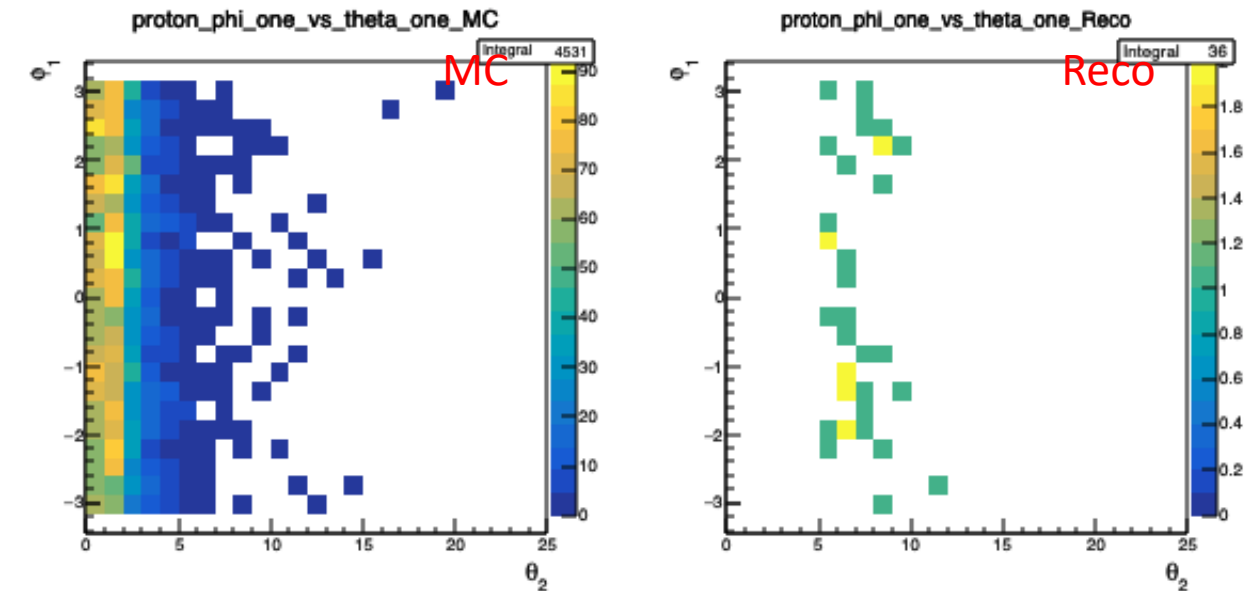 proton_phi_one_vs_theta_one_MC
Integral 4531
MC
φ₁
3
2
1
0
−1
−2
−3
0 5 10 15 20 25
θ₂
90
80
70
60
50
40
30
20
10
0
proton_phi_one_vs_theta_one_Reco
Integral 36
Reco
φ₁
3
2
1
0
−1
−2
−3
0 5 10 15 20 25
θ₂
1.8
1.6
1.4
1.2
1
0.8
0.6
0.4
0.2
0